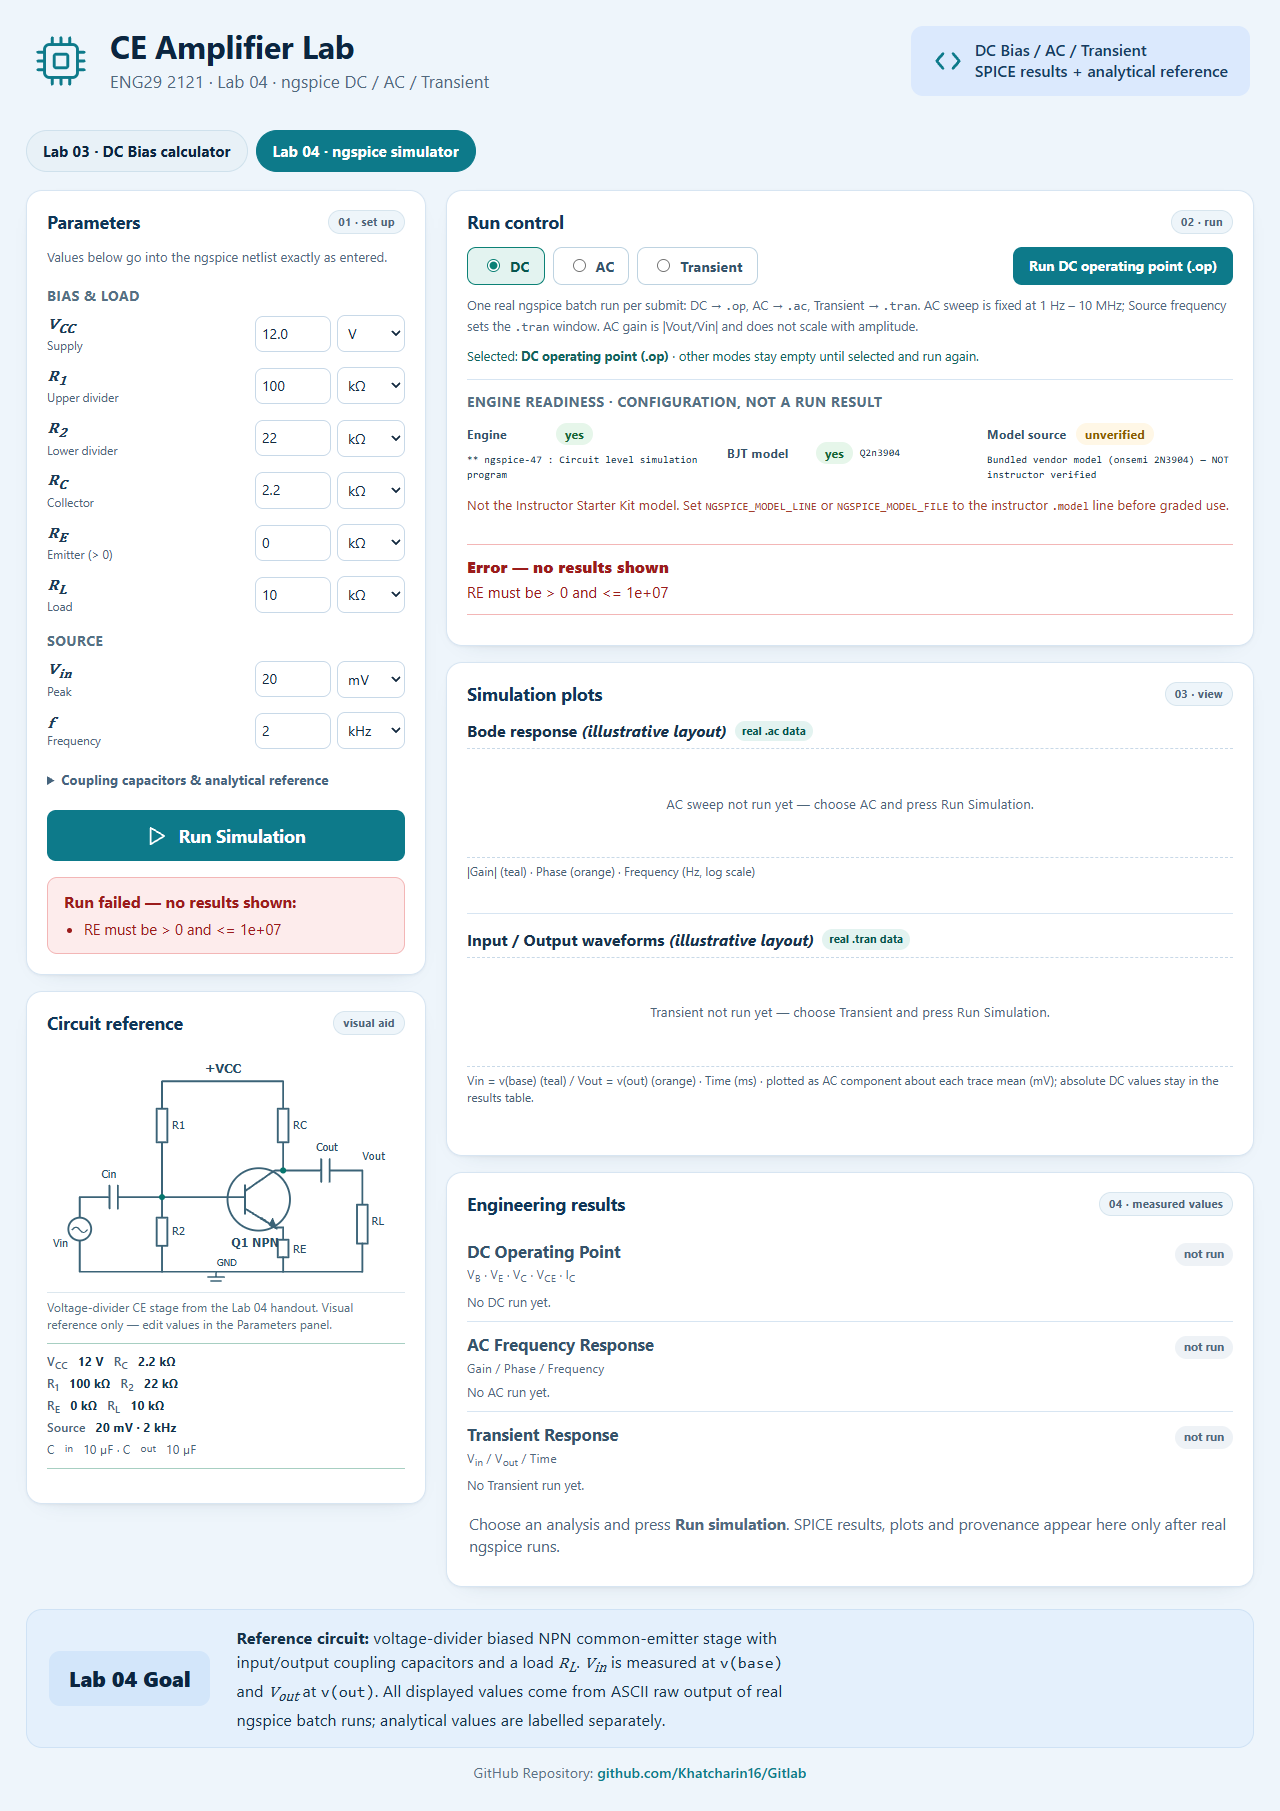 CE Amplifier Lab
ENG29 2121 · Lab 04 · ngspice DC / AC / Transient
DC Bias / AC / Transient
SPICE results + analytical reference
Lab 03 · DC Bias calculator
Lab 04 · ngspice simulator
Parameters
01 · set up
Values below go into the ngspice netlist exactly as entered.
BIAS & LOAD
VCC
Supply
12.0
V
R1
Upper divider
100
kΩ
R2
Lower divider
22
kΩ
RC
Collector
2.2
kΩ
RE
Emitter (> 0)
0
kΩ
RL
Load
10
kΩ
SOURCE
Vin
Peak
20
mV
f
Frequency
2
kHz
Coupling capacitors & analytical reference
Run Simulation
Run failed — no results shown:
• RE must be > 0 and <= 1e+07
Circuit reference
visual aid
+VCC
R1
RC
Cout
Vout
Cin
Vin
R2
Q1 NPN
RE
RL
GND
Voltage-divider CE stage from the Lab 04 handout. Visual
reference only — edit values in the Parameters panel.
VCC 12 V RC 2.2 kΩ
R1 100 kΩ R2 22 kΩ
RE 0 kΩ RL 10 kΩ
Source 20 mV · 2 kHz
C in 10 µF · C out 10 µF
Run control
02 · run
DC
AC
Transient
Run DC operating point (.op)
One real ngspice batch run per submit: DC → .op, AC → .ac, Transient → .tran. AC sweep is fixed at 1 Hz – 10 MHz; Source frequency
sets the .tran window. AC gain is |Vout/Vin| and does not scale with amplitude.
Selected: DC operating point (.op) · other modes stay empty until selected and run again.
ENGINE READINESS · CONFIGURATION, NOT A RUN RESULT
Engine yes
** ngspice-47 : Circuit level simulation
program
BJT model yes Q2n3904
Model source unverified
Bundled vendor model (onsemi 2N3904) — NOT
instructor verified
Not the Instructor Starter Kit model. Set NGSPICE_MODEL_LINE or NGSPICE_MODEL_FILE to the instructor .model line before graded use.
Error — no results shown
RE must be > 0 and <= 1e+07
Simulation plots
03 · view
Bode response (illustrative layout) real .ac data
AC sweep not run yet — choose AC and press Run Simulation.
|Gain| (teal) · Phase (orange) · Frequency (Hz, log scale)
Input / Output waveforms (illustrative layout) real .tran data
Transient not run yet — choose Transient and press Run Simulation.
Vin = v(base) (teal) / Vout = v(out) (orange) · Time (ms) · plotted as AC component about each trace mean (mV); absolute DC values stay in the
results table.
Engineering results
04 · measured values
DC Operating Point
not run
VB · VE · VC · VCE · IC
No DC run yet.
AC Frequency Response
not run
Gain / Phase / Frequency
No AC run yet.
Transient Response
not run
Vin / Vout / Time
No Transient run yet.
Choose an analysis and press Run simulation. SPICE results, plots and provenance appear here only after real
ngspice runs.
Lab 04 Goal
Reference circuit: voltage-divider biased NPN common-emitter stage with
input/output coupling capacitors and a load RL. Vin is measured at v(base)
and Vout at v(out). All displayed values come from ASCII raw output of real
ngspice batch runs; analytical values are labelled separately.
GitHub Repository: github.com/Khatcharin16/Gitlab